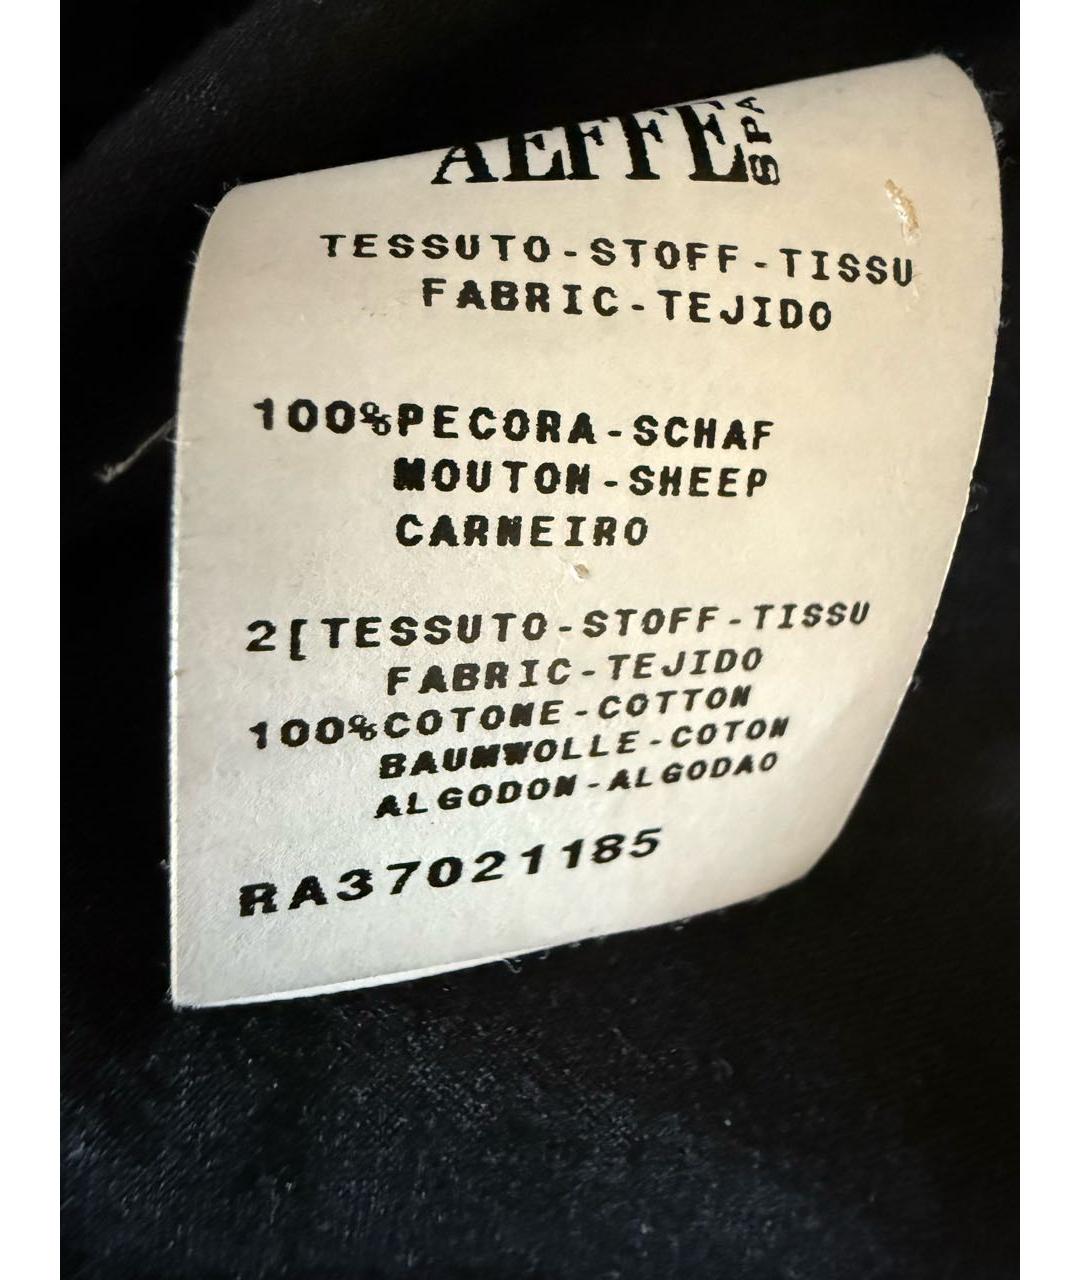 AEFFE SPA
TESSUTO-STOFF-TISSU
FABRIC-TEJIDO
100%PECORA-SCHAF
MOUTON-SHEEP
CARNEIRO
2[TESSUTO-STOFF-TISSU
FABRIC-TEJIDO
100%COTONE-COTTON
BAUMWOLLE-COTON
ALGODON-ALGODAO
RA37021185